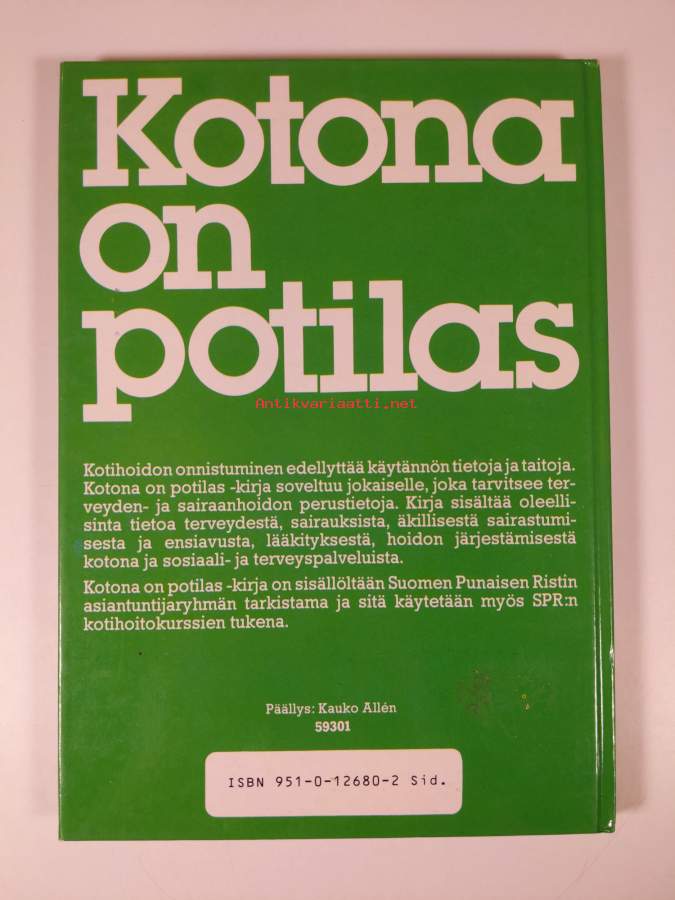 Kotona
on
potilas
Antikvariaatti.net
Kotihoidon onnistuminen edellyttää käytännön tietoja ja taitoja.
Kotona on potilas -kirja soveltuu jokaiselle, joka tarvitsee ter-
veyden- ja sairaanhoidon perustietoja. Kirja sisältää oleelli-
sinta tietoa terveydestä, sairauksista, äkillisestä sairastumi-
sesta ja ensiavusta, lääkityksestä, hoidon järjestämisestä
kotona ja sosiaali- ja terveyspalveluista.
Kotona on potilas -kirja on sisällöltään Suomen Punaisen Ristin
asiantuntijaryhmän tarkistama ja sitä käytetään myös SPR:n
kotihoitokurssien tukena.
Päällys: Kauko Allén
59301
ISBN 951-0-12680-2 Sid.